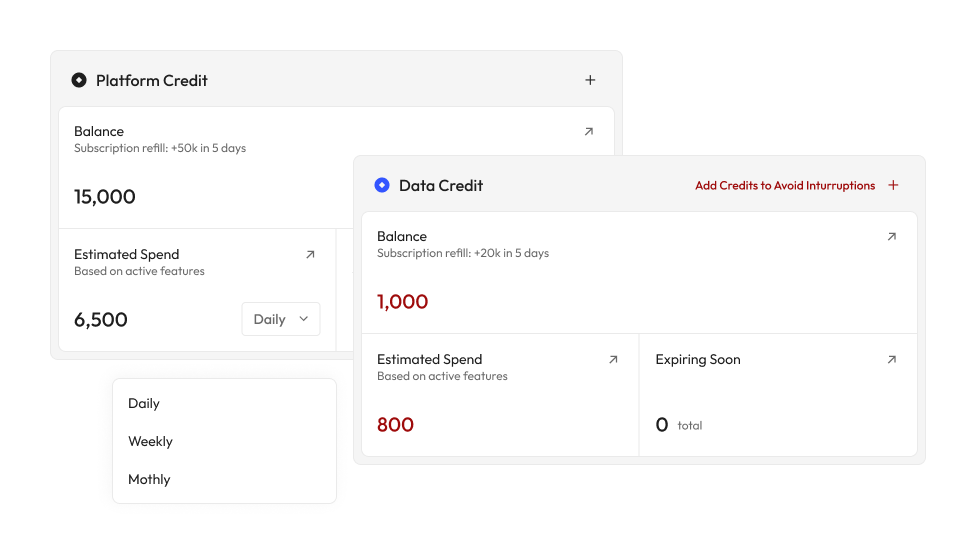 Platform Credit
Balance
Subscription refill: +50k in 5 days
15,000
Estimated Spend
Based on active features
6,500
Daily
Daily
Weekly
Mothly
Data Credit
Add Credits to Avoid Inturruptions
Balance
Subscription refill: +20k in 5 days
1,000
Estimated Spend
Based on active features
800
Expiring Soon
0 total